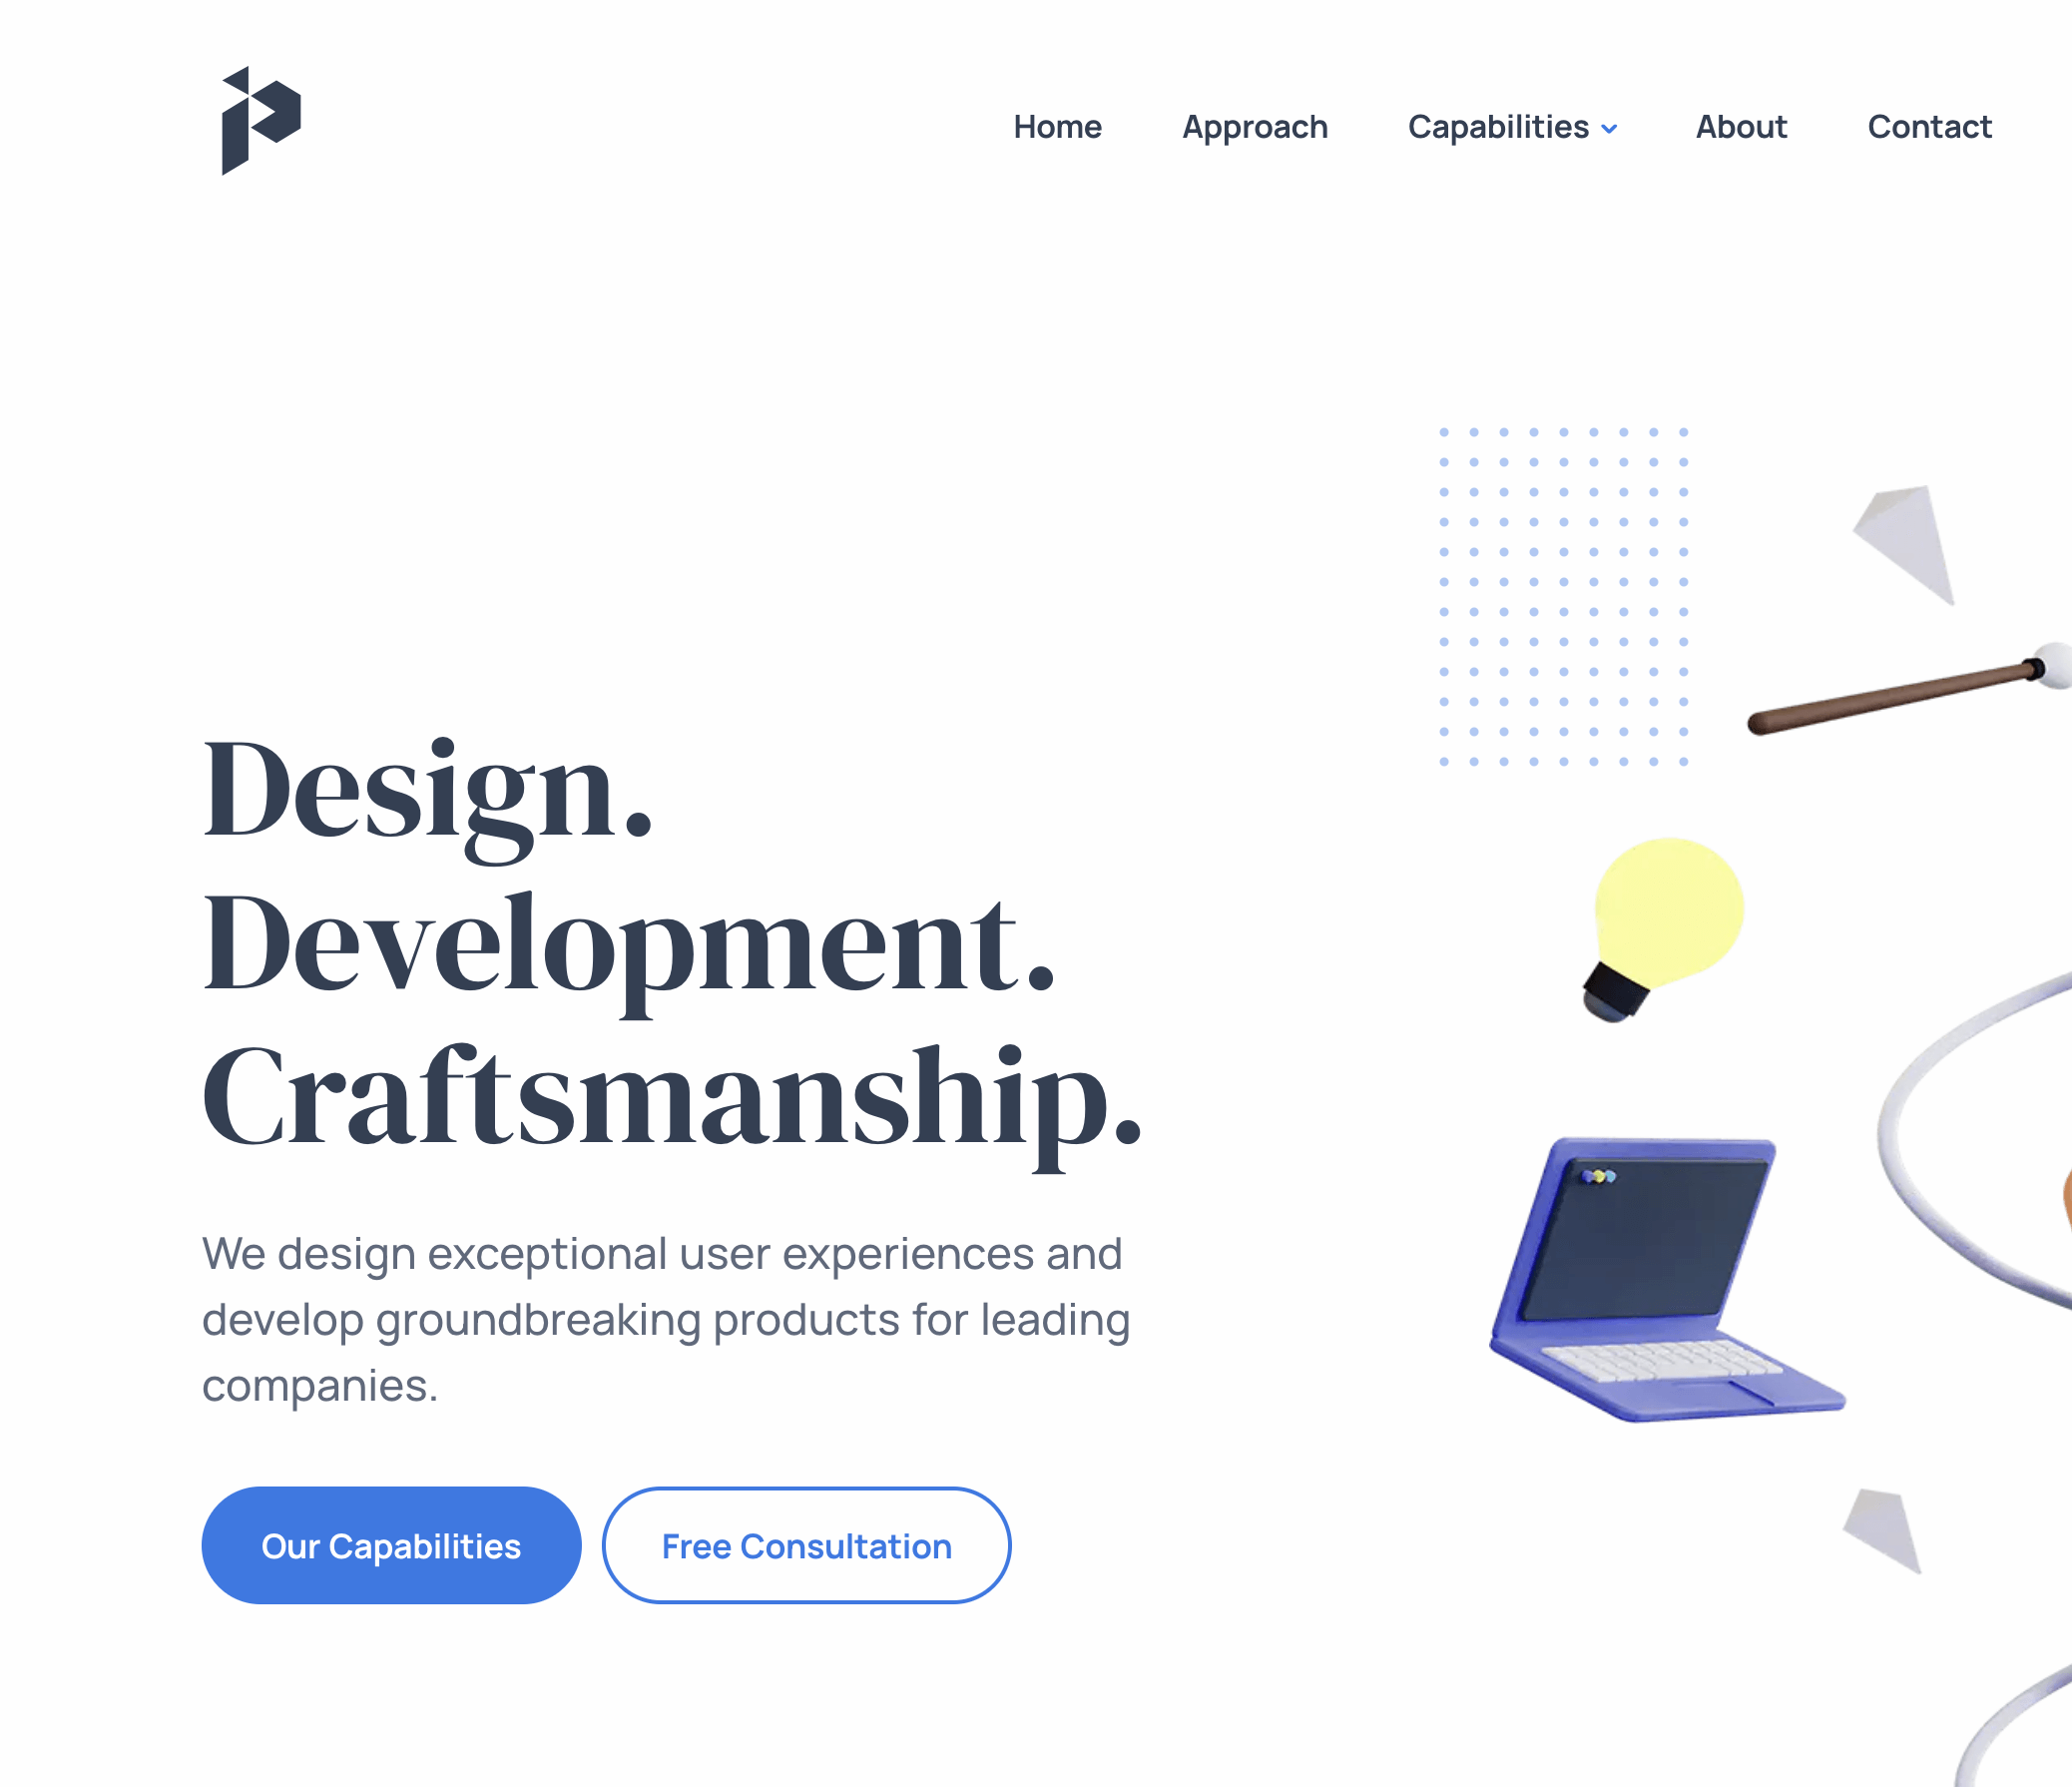 Home Approach Capabilities About Contact
Design.
Development.
Craftsmanship.
We design exceptional user experiences and
develop groundbreaking products for leading
companies.
Our Capabilities Free Consultation